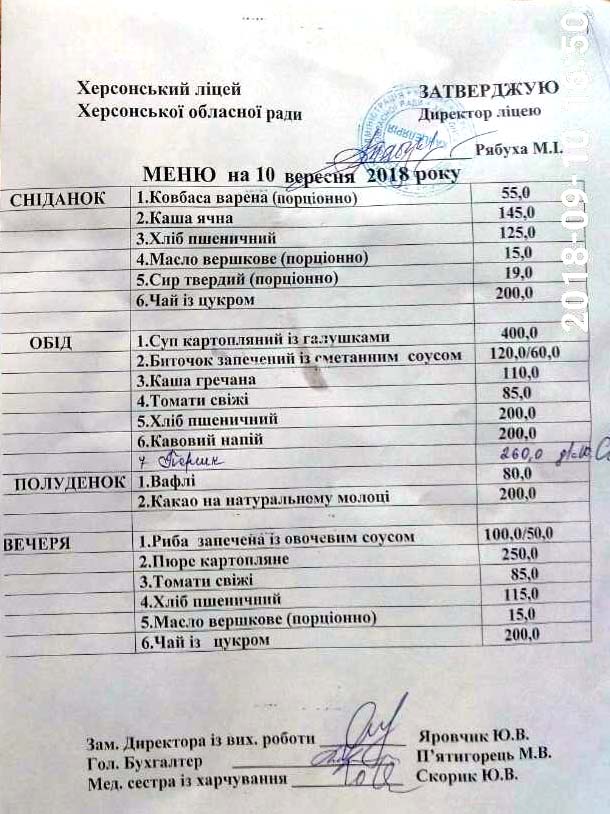 Херсонський ліцей
Херсонської обласної ради
ЗАТВЕРДЖУЮ
Директор ліцею
Рябуха М.І.
МЕНЮ на 10 вересня 2018 року
СНІДАНОК 1.Ковбаса варена (порціонно) 55,0
2.Каша ячна 145,0
3.Хліб пшеничний 125,0
4.Масло вершкове (порціонно) 15,0
5.Сир твердий (порціонно) 19,0
6.Чай із цукром 200,0
ОБІД 1.Суп картопляний із галушками 400,0
2.Биточок запечений із сметанним соусом 120,0/60,0
3.Каша гречана 110,0
4.Томати свіжі 85,0
5.Хліб пшеничний 200,0
6.Кавовий напій 200,0
7 260,0
ПОЛУДЕНОК 1.Вафлі 80,0
2.Какао на натуральному молоці 200,0
ВЕЧЕРЯ 1.Риба запечена із овочевим соусом 100,0/50,0
2.Пюре картопляне 250,0
3.Томати свіжі 85,0
4.Хліб пшеничний 115,0
5.Масло вершкове (порціонно) 15,0
6.Чай із цукром 200,0
Зам. Директора із вих. роботи Яровчик Ю.В.
Гол. Бухгалтер П’ятигорець М.В.
Мед. сестра із харчування Скорик Ю.В.